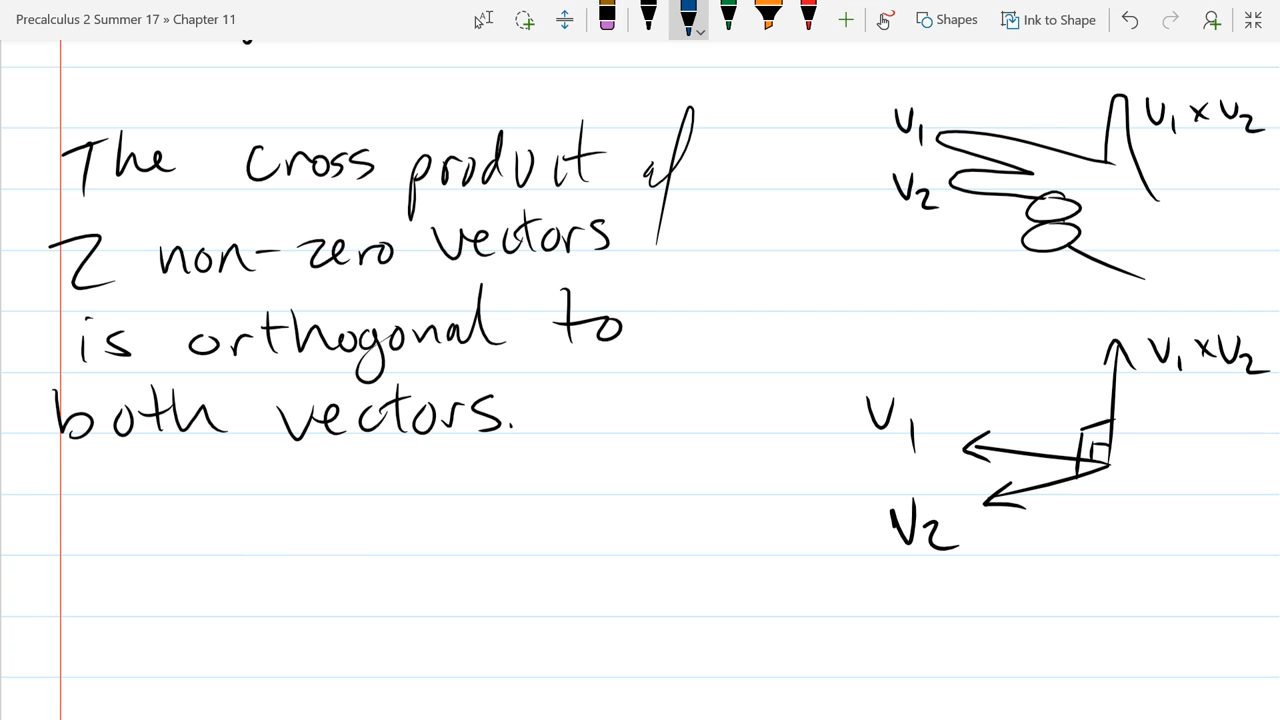 Precalculus 2 Summer 17 » Chapter 11
Shapes
Ink to Shape
The cross product of
2 non-zero vectors
is orthogonal to
both vectors.
V₁
V₂
V₁ × V₂
V₁ × V₂
V₁
V₂